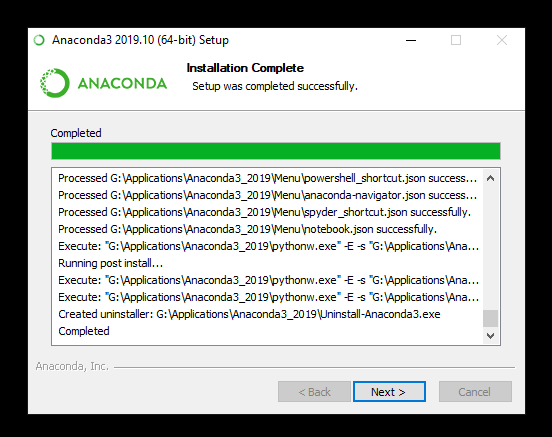 Anaconda3 2019.10 (64-bit) Setup
ANACONDA
Installation Complete
Setup was completed successfully.
Completed
Processed G:\Applications\Anaconda3_2019\Menu\powershell_shortcut.json success...
Processed G:\Applications\Anaconda3_2019\Menu\anaconda-navigator.json success...
Processed G:\Applications\Anaconda3_2019\Menu\spyder_shortcut.json successfully.
Processed G:\Applications\Anaconda3_2019\Menu\notebook.json successfully.
Execute: "G:\Applications\Anaconda3_2019\pythonw.exe" -E -s "G:\Applications\Ana...
Running post install...
Execute: "G:\Applications\Anaconda3_2019\pythonw.exe" -E -s "G:\Applications\Ana...
Execute: "G:\Applications\Anaconda3_2019\pythonw.exe" -E -s "G:\Applications\Ana...
Created uninstaller: G:\Applications\Anaconda3_2019\Uninstall-Anaconda3.exe
Completed
Anaconda, Inc.
< Back
Next >
Cancel